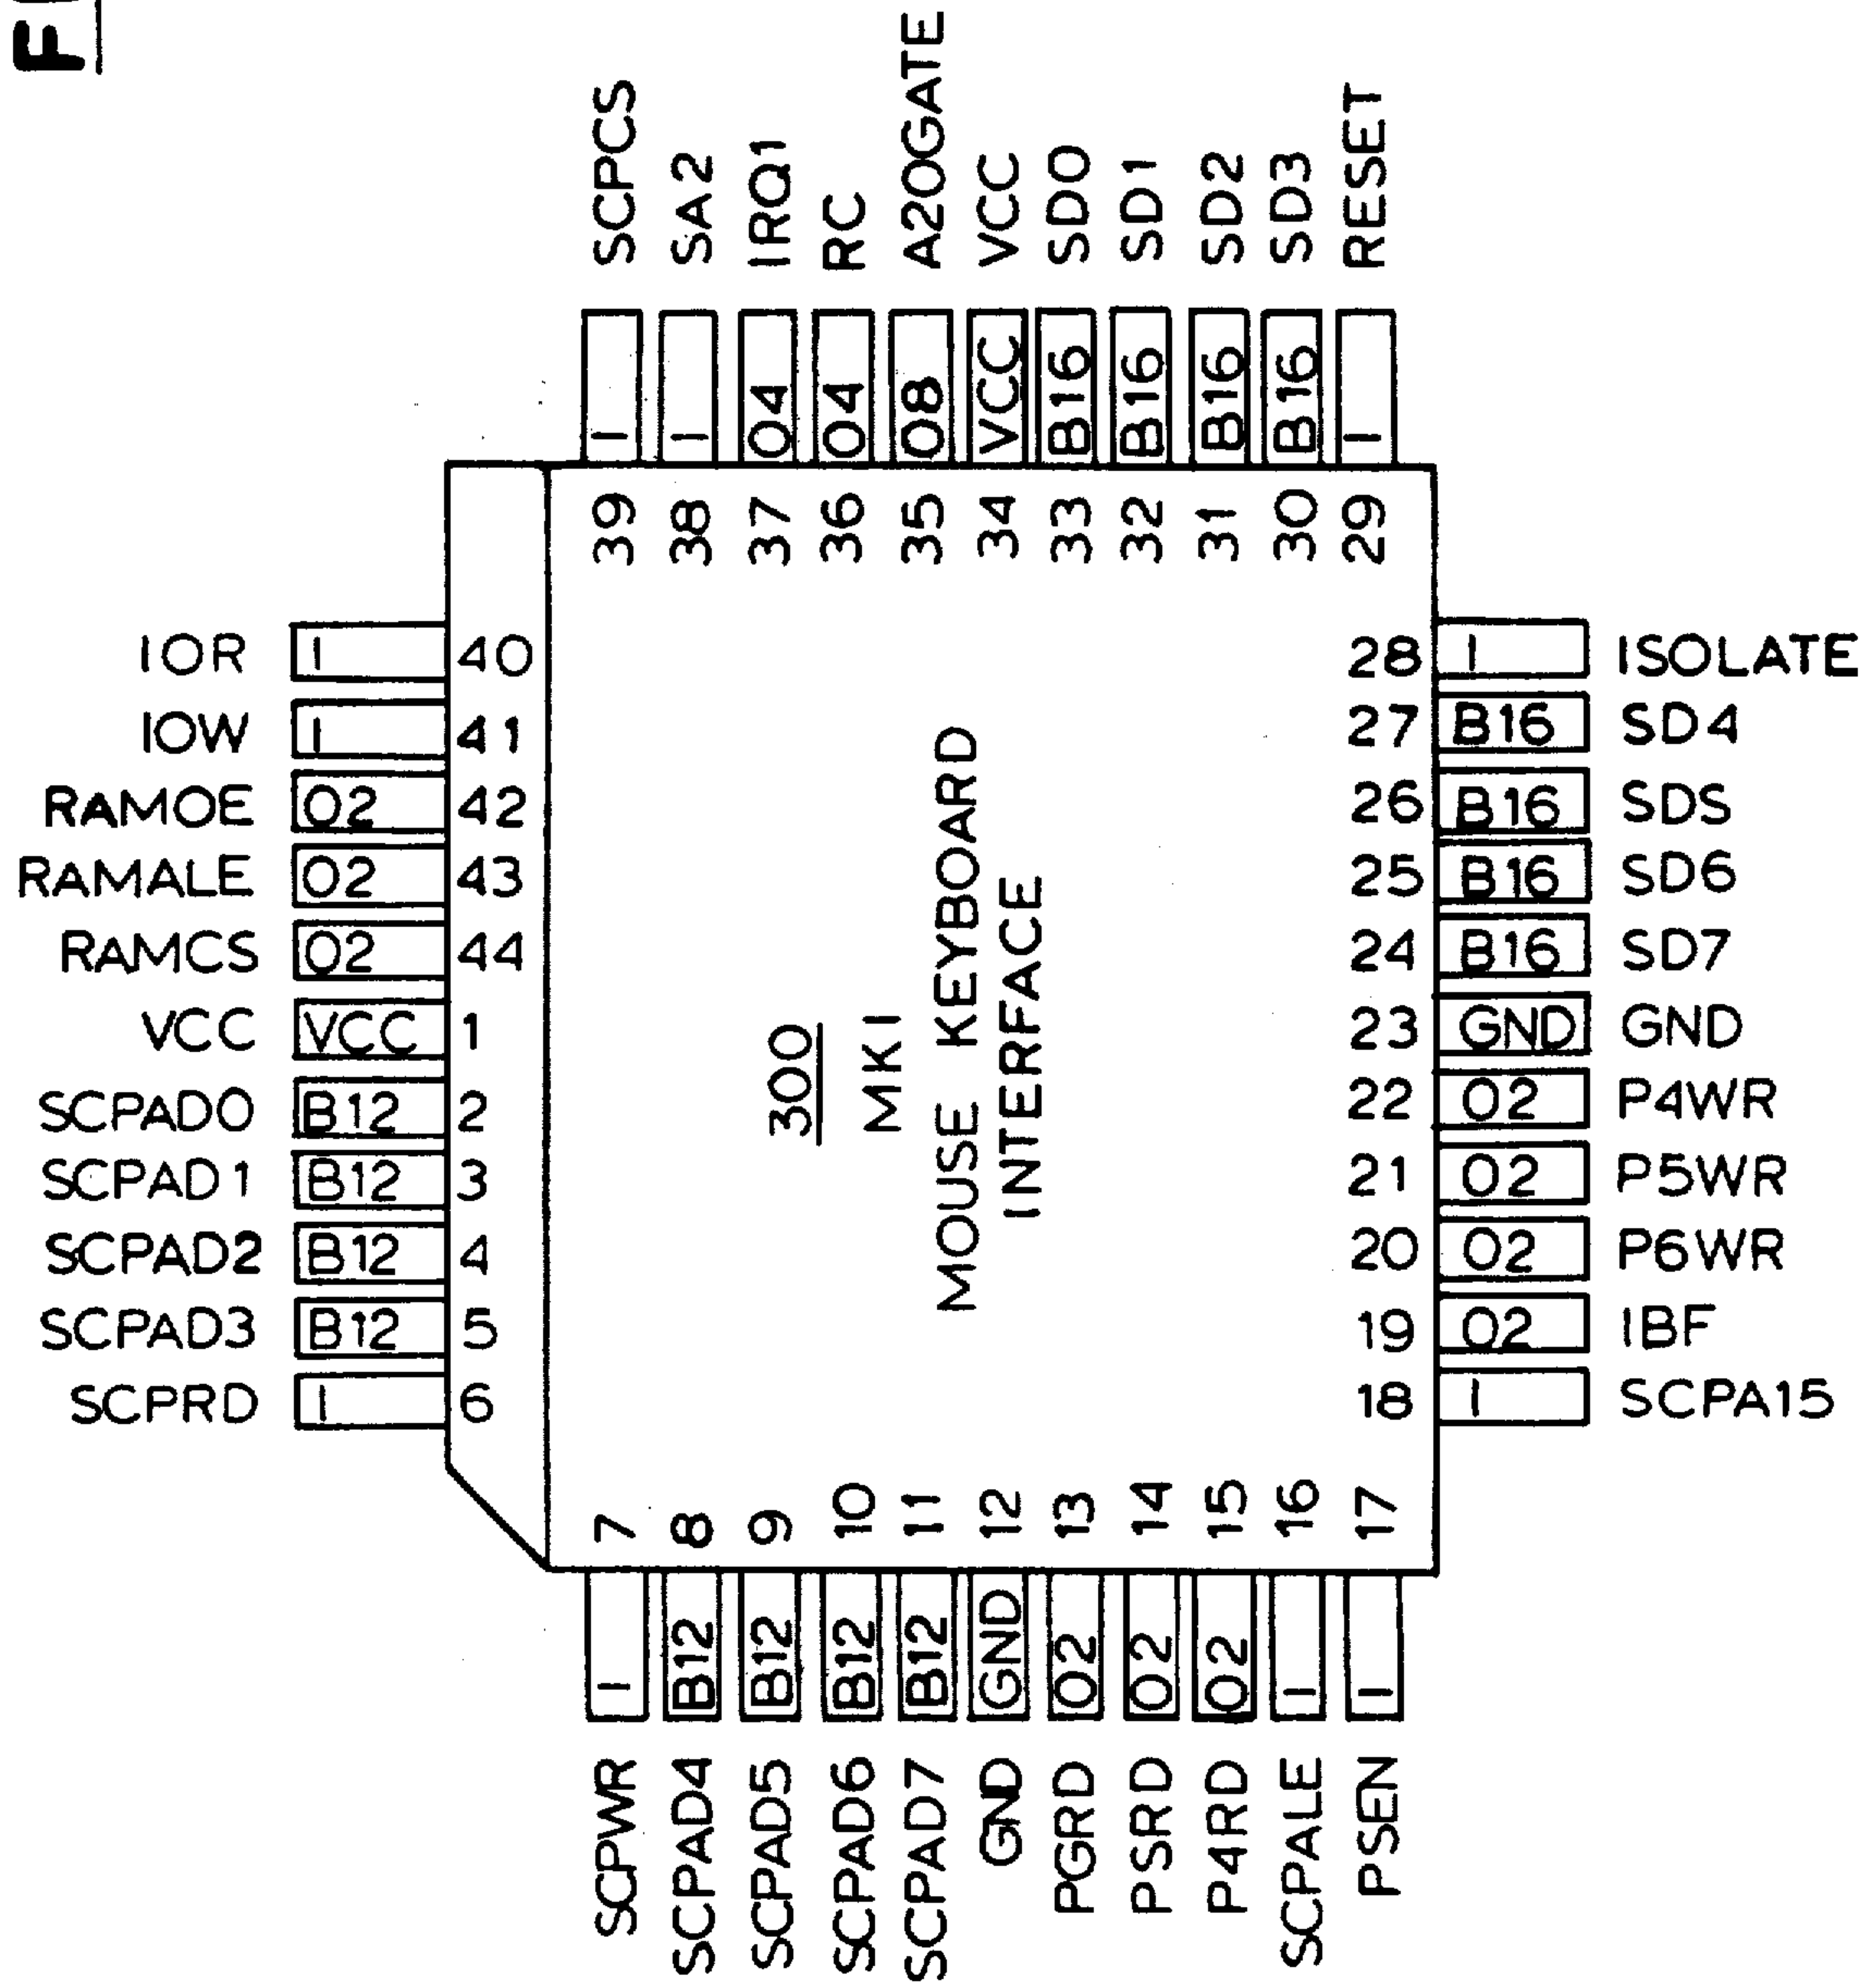 SCPCS I 39
SA2 I 38
IRQ1 O4 37
RC O4 36
A20GATE O8 35
VCC VCC 34
SD0 B16 33
SD1 B16 32
SD2 B16 31
SD3 B16 30
RESET I 29
IOR I 40
IOW I 41
RAMOE O2 42
RAMALE O2 43
RAMCS O2 44
VCC VCC 1
SCPAD0 B12 2
SCPAD1 B12 3
SCPAD2 B12 4
SCPAD3 B12 5
SCPRD I 6
300
MKI
MOUSE KEYBOARD
INTERFACE
28 I ISOLATE
27 B16 SD4
26 B16 SDS
25 B16 SD6
24 B16 SD7
23 GND GND
22 O2 P4WR
21 O2 P5WR
20 O2 P6WR
19 O2 IBF
18 I SCPA15
7 I SCPWR
8 B12 SCPAD4
9 B12 SCPAD5
10 B12 SCPAD6
11 B12 SCPAD7
12 GND GND
13 O2 PGRD
14 O2 PSRD
15 O2 P4RD
16 I SCPALE
17 I PSEN